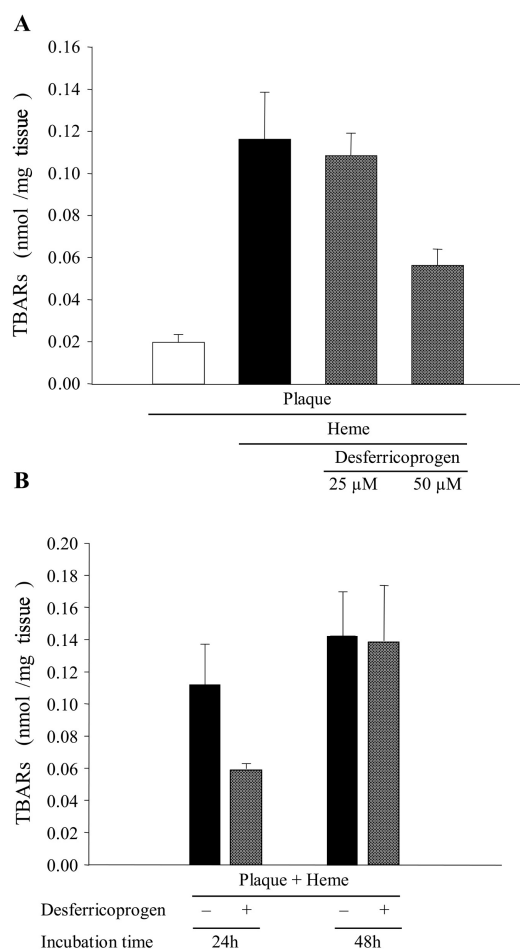 A
TBARs (nmol /mg tissue )
0.16
0.14
0.12
0.10
0.08
0.06
0.04
0.02
0.00
Plaque
Heme
Desferricoprogen
25 µM 50 µM
B
TBARs (nmol /mg tissue )
0.20
0.18
0.16
0.14
0.12
0.10
0.08
0.06
0.04
0.02
0.00
Plaque + Heme
Desferricoprogen – + – +
Incubation time 24h 48h